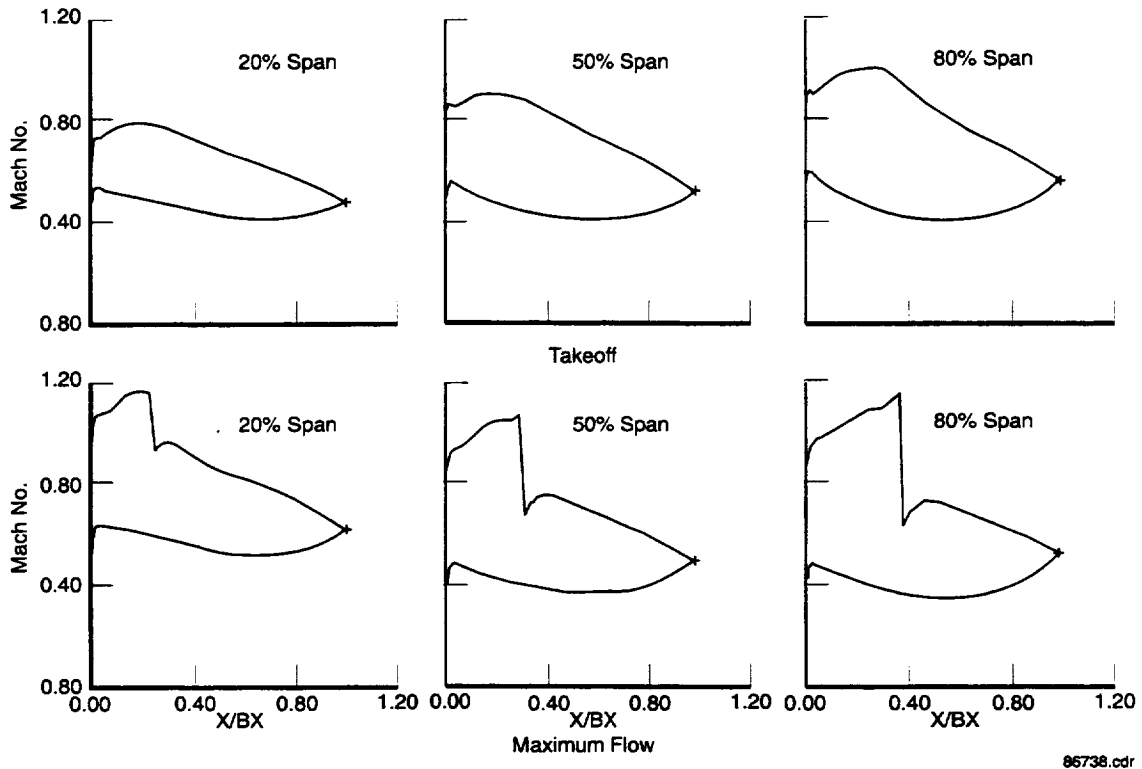 1.20
0.80
0.40
0.80
Mach No.
20% Span
50% Span
80% Span
Takeoff
1.20
0.80
0.40
0.80
Mach No.
20% Span
50% Span
80% Span
0.00 0.40 0.80 1.20
X/BX
0.00 0.40 0.80 1.20
X/BX
0.00 0.40 0.80 1.20
X/BX
Maximum Flow
86738.cdr